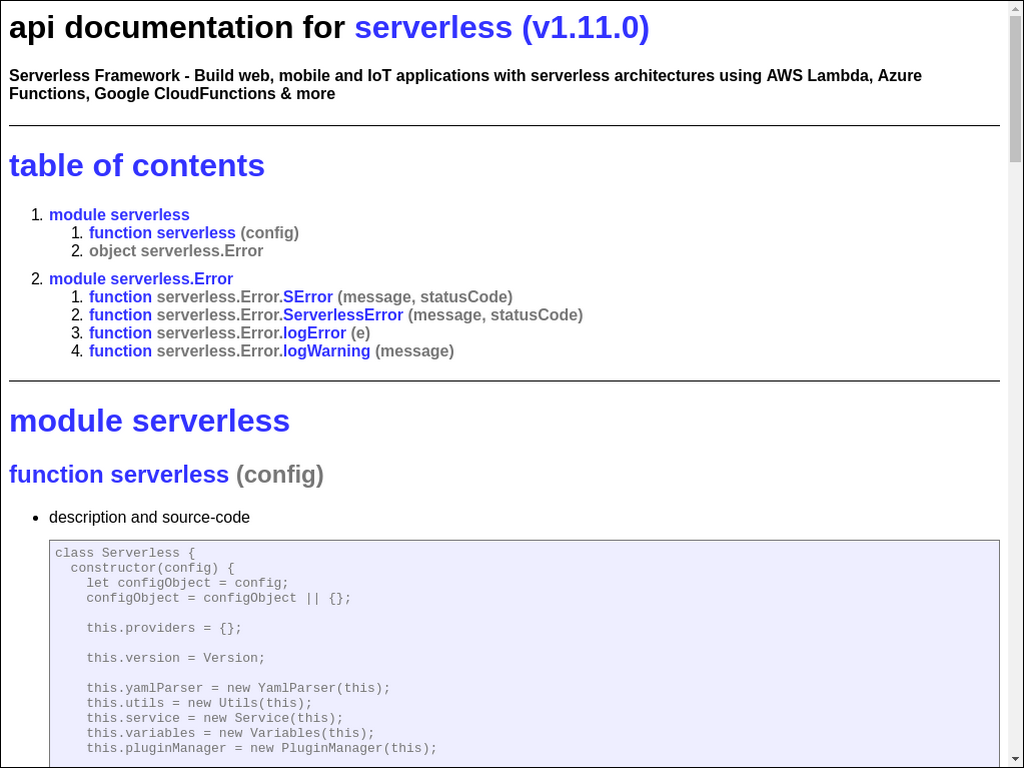 api documentation for serverless (v1.11.0)
Serverless Framework - Build web, mobile and IoT applications with serverless architectures using AWS Lambda, Azure
Functions, Google CloudFunctions & more
table of contents
1. module serverless
1. function serverless (config)
2. object serverless.Error
2. module serverless.Error
1. function serverless.Error.SError (message, statusCode)
2. function serverless.Error.ServerlessError (message, statusCode)
3. function serverless.Error.logError (e)
4. function serverless.Error.logWarning (message)
module serverless
function serverless (config)
• description and source-code
class Serverless {
  constructor(config) {
    let configObject = config;
    configObject = configObject || {};
    this.providers = {};
    this.version = Version;
    this.yamlParser = new YamlParser(this);
    this.utils = new Utils(this);
    this.service = new Service(this);
    this.variables = new Variables(this);
    this.pluginManager = new PluginManager(this);